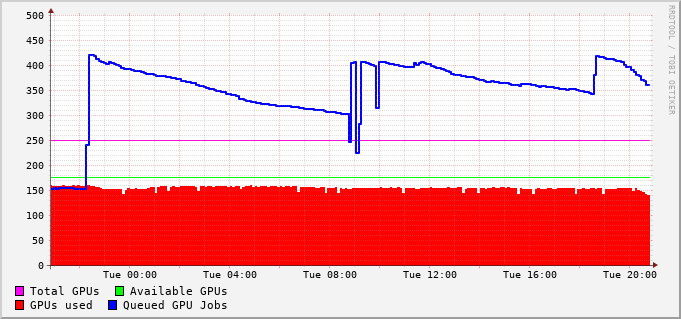 500
450
400
350
300
250
200
150
100
50
0
Tue 00:00 Tue 04:00 Tue 08:00 Tue 12:00 Tue 16:00 Tue 20:00
Total GPUs Available GPUs
GPUs used Queued GPU Jobs
RRDTOOL / TOBI OETIKER